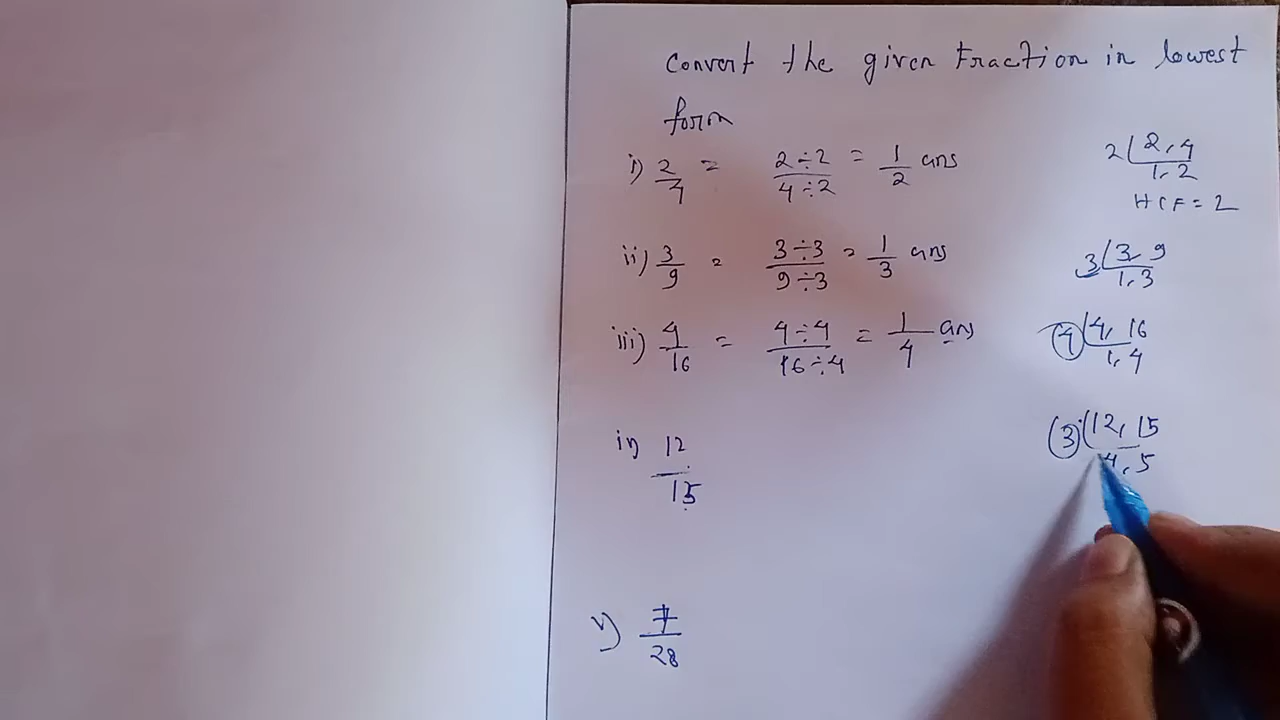 convert the given fraction in lowest
form
i) 2/4 = 2÷2/4÷2 = 1/2 ans
2 | 2, 4
1, 2
HCF = 2
ii) 3/9 = 3÷3/9÷3 = 1/3 ans
3 | 3, 9
1, 3
iii) 4/16 = 4÷4/16÷4 = 1/4 ans
4 | 4, 16
1, 4
iv) 12/15
3 | 12, 15
4, 5
v) 7/28